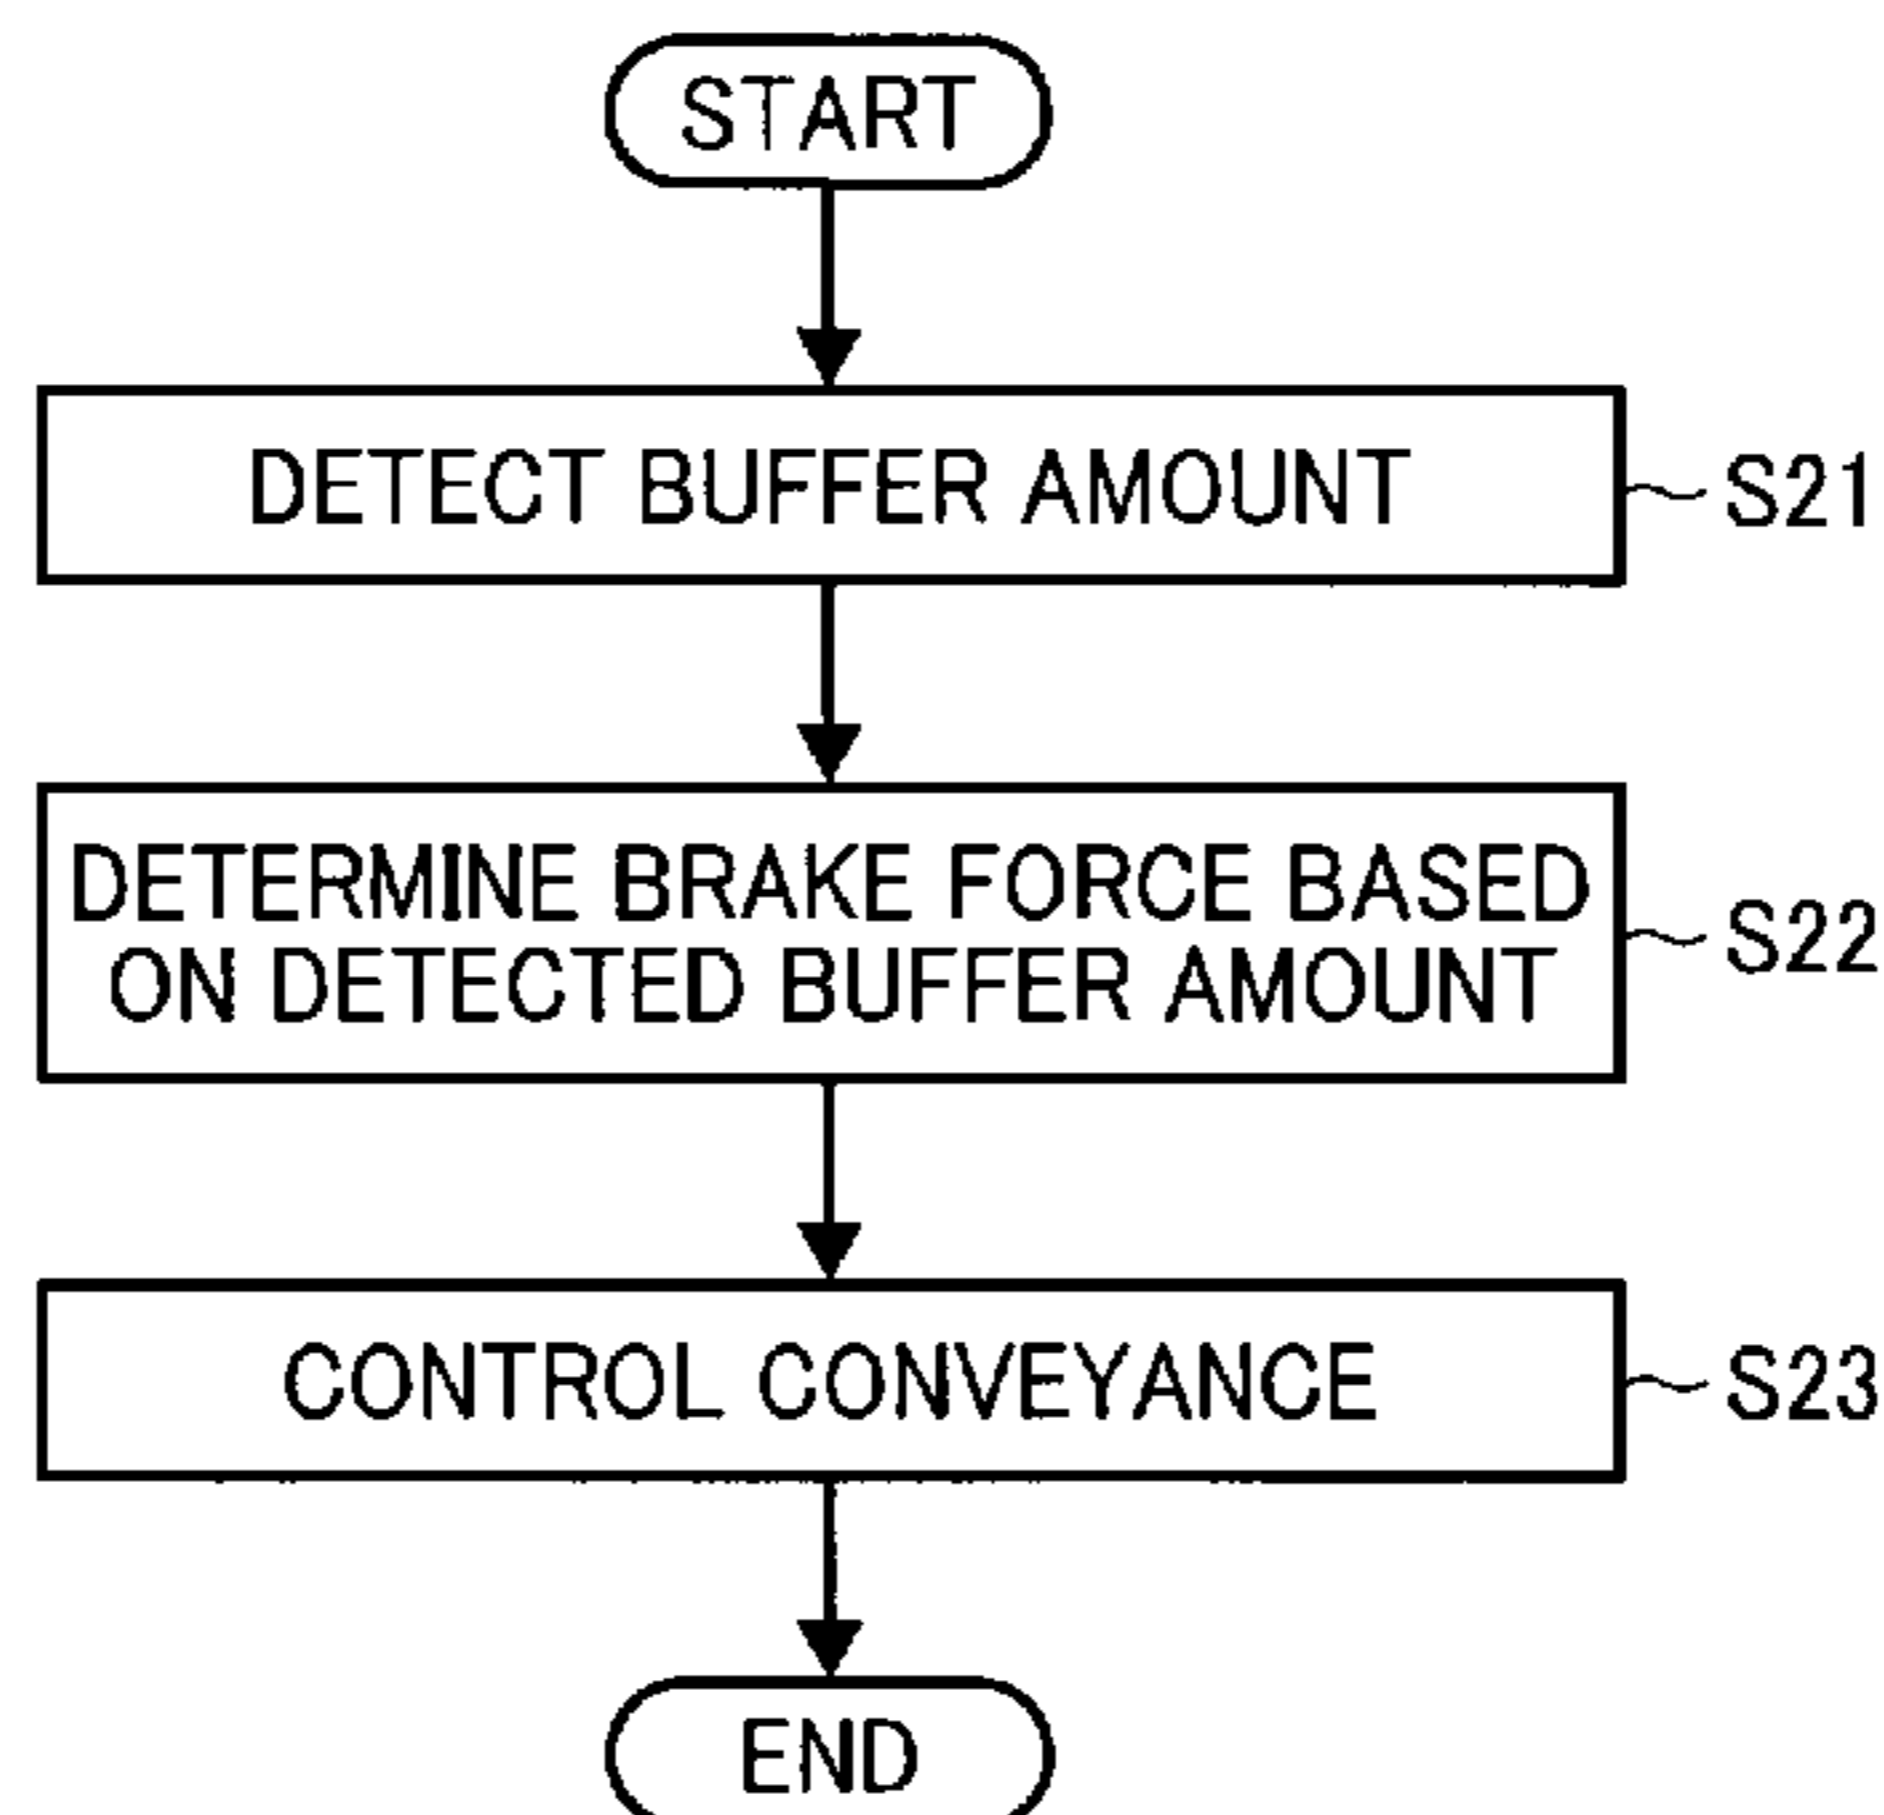 START
DETECT BUFFER AMOUNT
S21
DETERMINE BRAKE FORCE BASED
ON DETECTED BUFFER AMOUNT
S22
CONTROL CONVEYANCE
S23
END